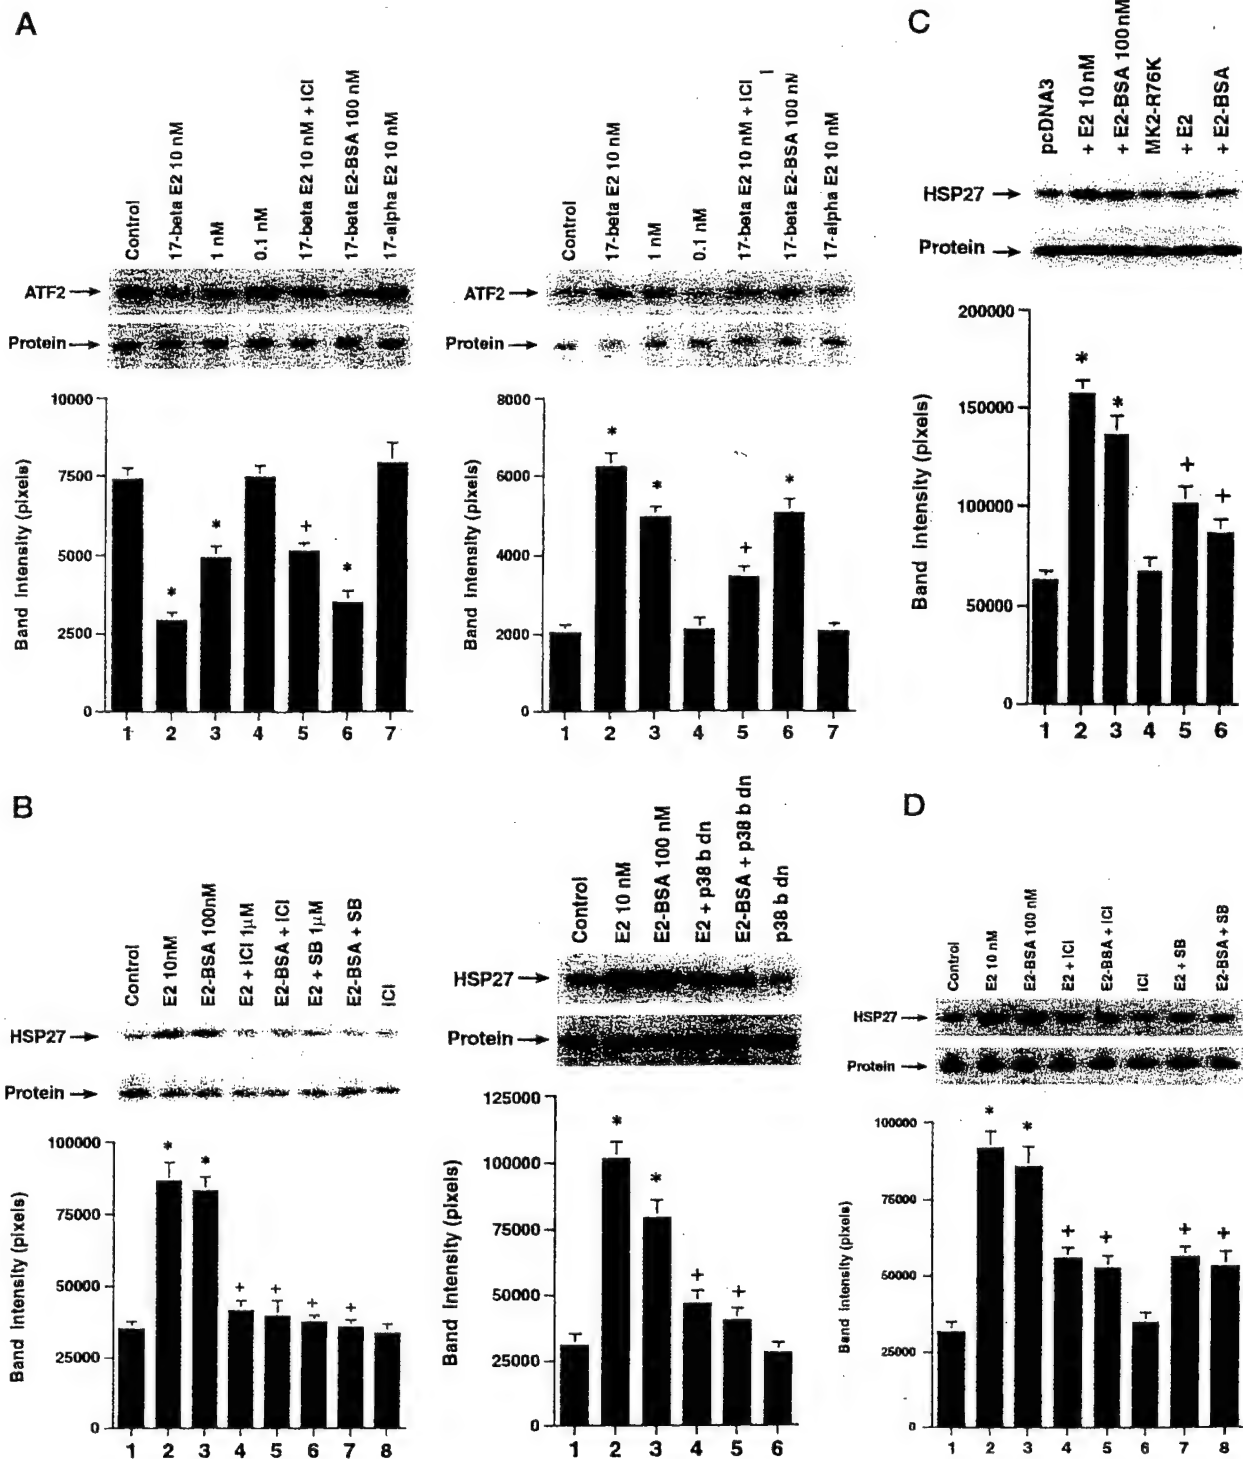 A
Control
17-beta E2 10 nM
1 nM
0.1 nM
17-beta E2 10 nM + ICI
17-beta E2-BSA 100 nM
17-alpha E2 10 nM
ATF2
Protein
Band Intensity (pixels)
10000
7500
5000
2500
0
* * + *
1 2 3 4 5 6 7
Control
17-beta E2 10 nM
1 nM
0.1 nM
17-beta E2 10 nM + ICI
17-beta E2-BSA 100 nM
17-alpha E2 10 nM
ATF2
Protein
Band Intensity (pixels)
8000
6000
4000
2000
0
* * + *
1 2 3 4 5 6 7
C
pcDNA3
+ E2 10 nM
+ E2-BSA 100 nM
MK2-R76K
+ E2
+ E2-BSA
HSP27
Protein
Band Intensity (pixels)
200000
150000
100000
50000
0
* * + +
1 2 3 4 5 6
B
Control
E2 10nM
E2-BSA 100nM
E2 + ICI 1µM
E2-BSA + ICI
E2 + SB 1µM
E2-BSA + SB
ICI
HSP27
Protein
Band Intensity (pixels)
100000
75000
50000
25000
0
* * + + + +
1 2 3 4 5 6 7 8
Control
E2 10 nM
E2-BSA 100 nM
E2 + p38 b dn
E2-BSA + p38 b dn
p38 b dn
HSP27
Protein
Band Intensity (pixels)
125000
100000
75000
50000
25000
0
* * + +
1 2 3 4 5 6
D
Control
E2 10 nM
E2-BSA 100 nM
E2 + ICI
E2-BSA + ICI
ICI
E2 + SB
E2-BSA + SB
HSP27
Protein
Band Intensity (pixels)
100000
75000
50000
25000
0
* * + + + +
1 2 3 4 5 6 7 8